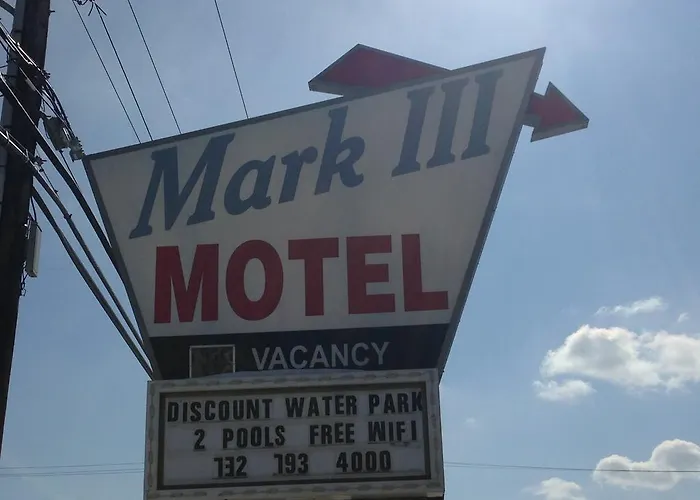 Mark III
MOTEL
VACANCY
DISCOUNT WATER PARK
2 POOLS FREE WIFI
732 793 4000